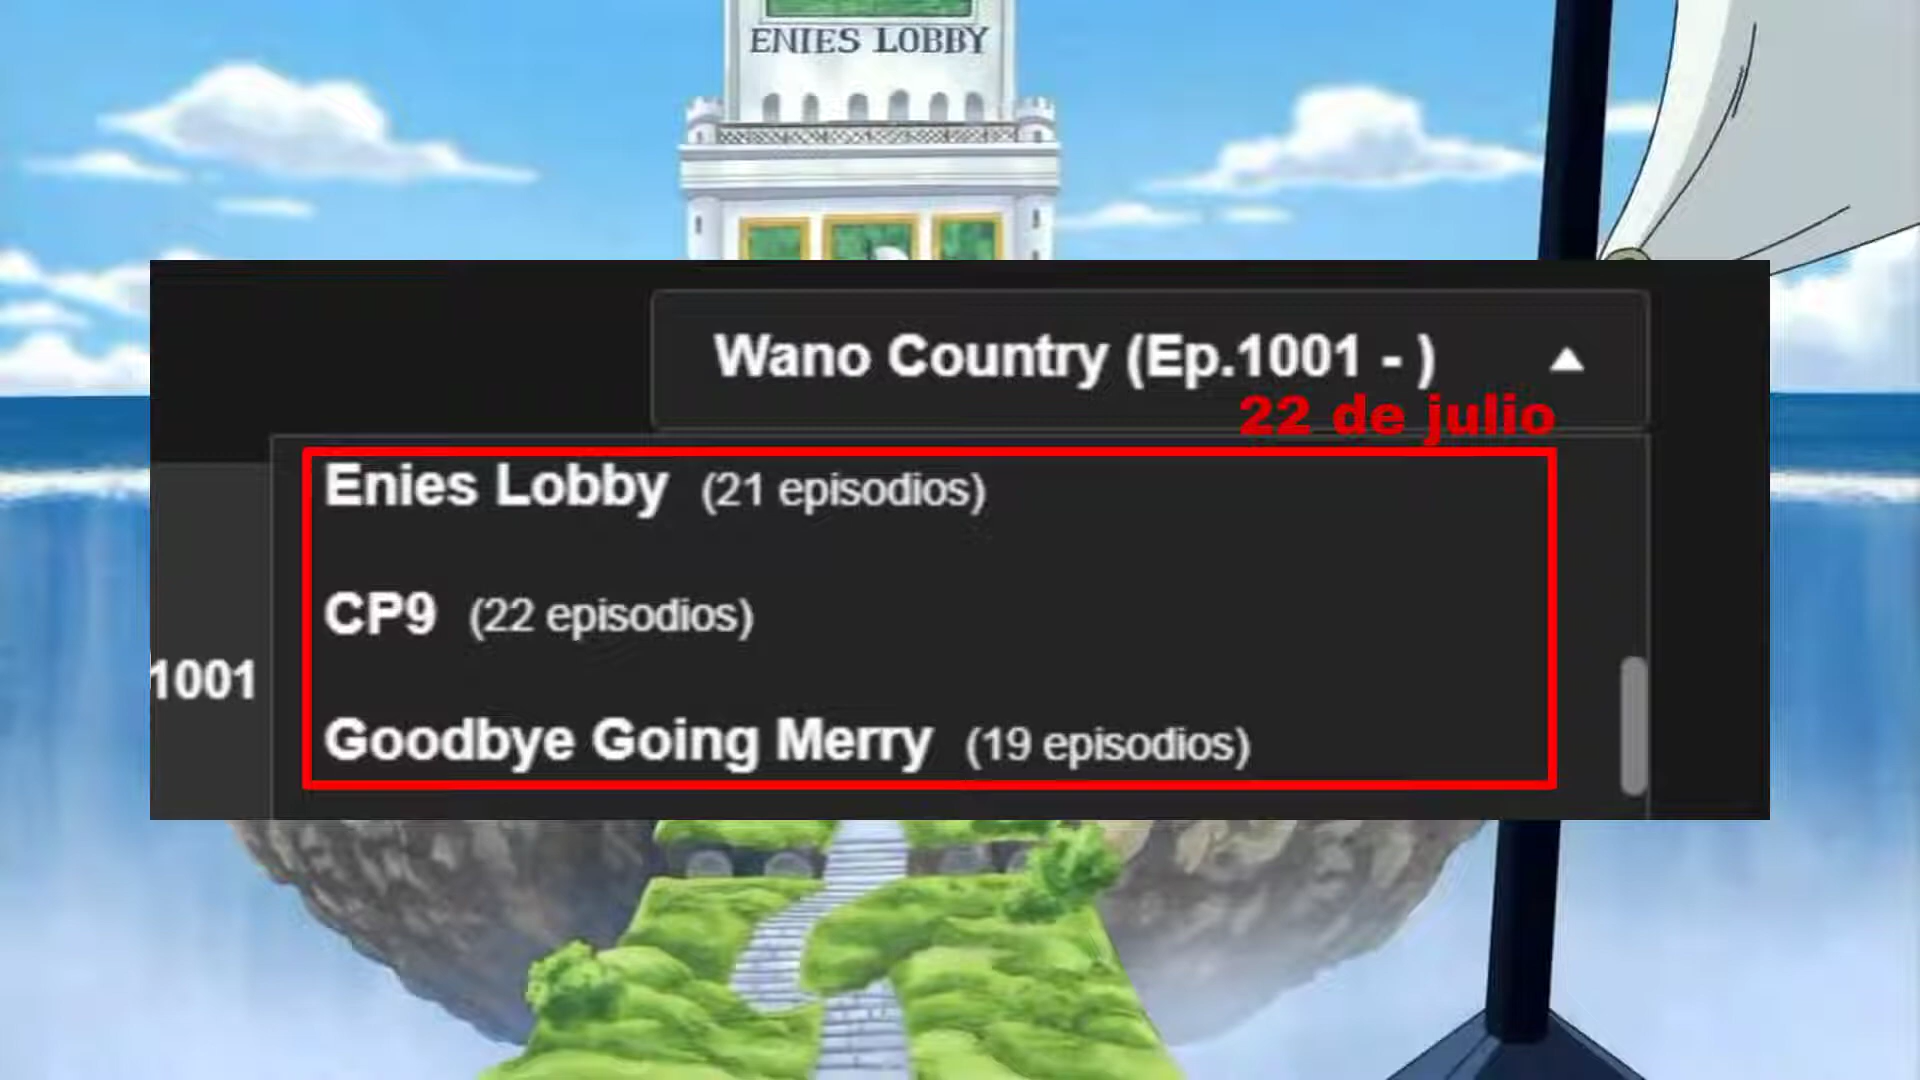 ENIES LOBBY
Wano Country (Ep.1001 - )
22 de julio
Enies Lobby (21 episodios)
CP9 (22 episodios)
1001
Goodbye Going Merry (19 episodios)